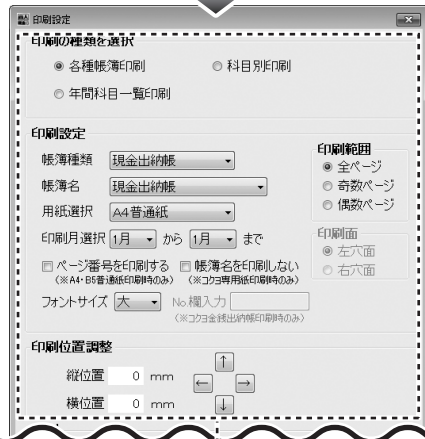 印刷設定
印刷の種類を選択
各種帳簿印刷
科目別印刷
年間科目一覧印刷
印刷設定
帳簿種類 現金出納帳
帳簿名 現金出納帳
用紙選択 A4普通紙
印刷月選択 1月 から 1月 まで
ページ番号を印刷する 帳簿名を印刷しない
(※A4・B5普通紙印刷時のみ) (※コクヨ専用紙印刷時のみ)
フォントサイズ 大 No.欄入力
(※コクヨ金銭出納帳印刷時のみ)
印刷範囲
全ページ
奇数ページ
偶数ページ
印刷面
左穴面
右穴面
印刷位置調整
縦位置 0 mm ↑
← →
横位置 0 mm ↓